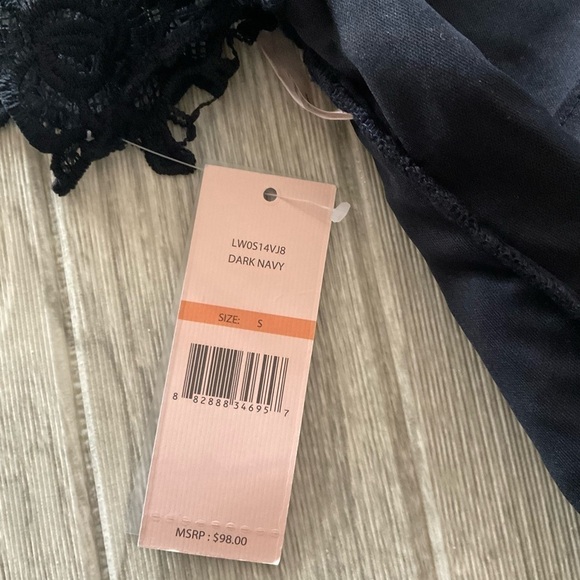 LW0S14VJ8
DARK NAVY
SIZE: S
8 82888 34695 7
MSRP : $98.00